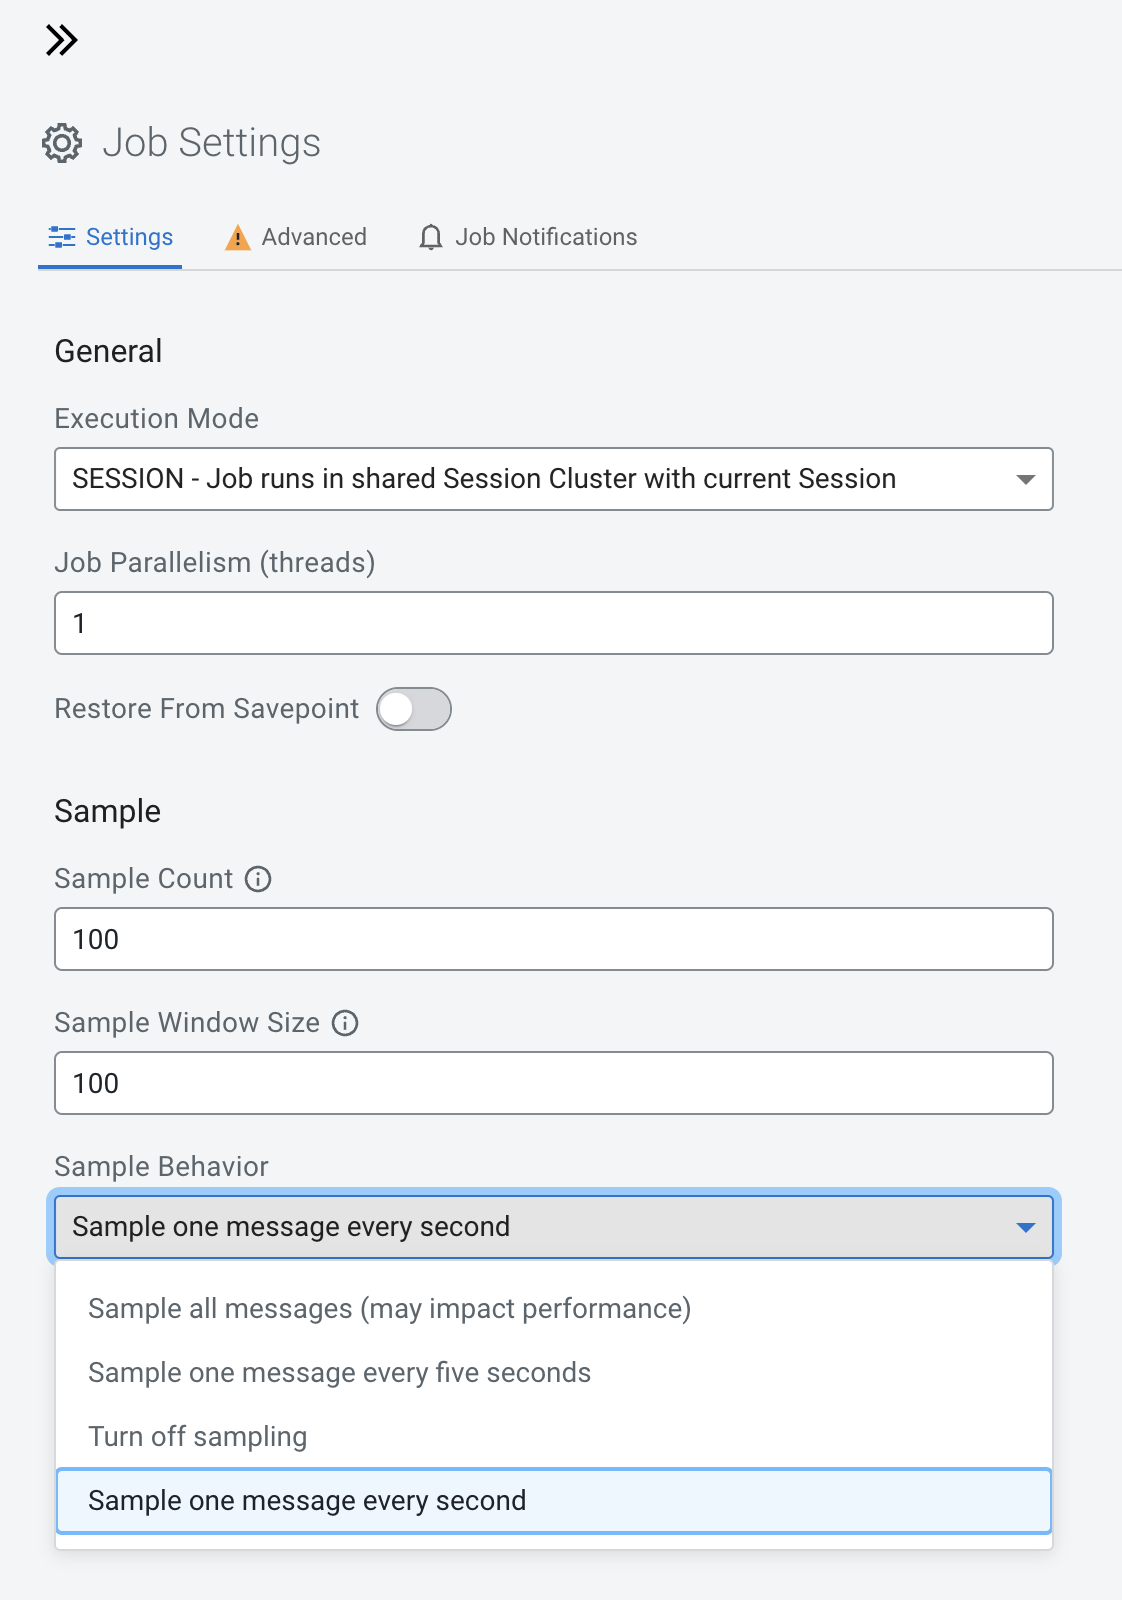 Job Settings
Settings Advanced Job Notifications
General
Execution Mode
SESSION - Job runs in shared Session Cluster with current Session
Job Parallelism (threads)
1
Restore From Savepoint
Sample
Sample Count
100
Sample Window Size
100
Sample Behavior
Sample one message every second
Sample all messages (may impact performance)
Sample one message every five seconds
Turn off sampling
Sample one message every second